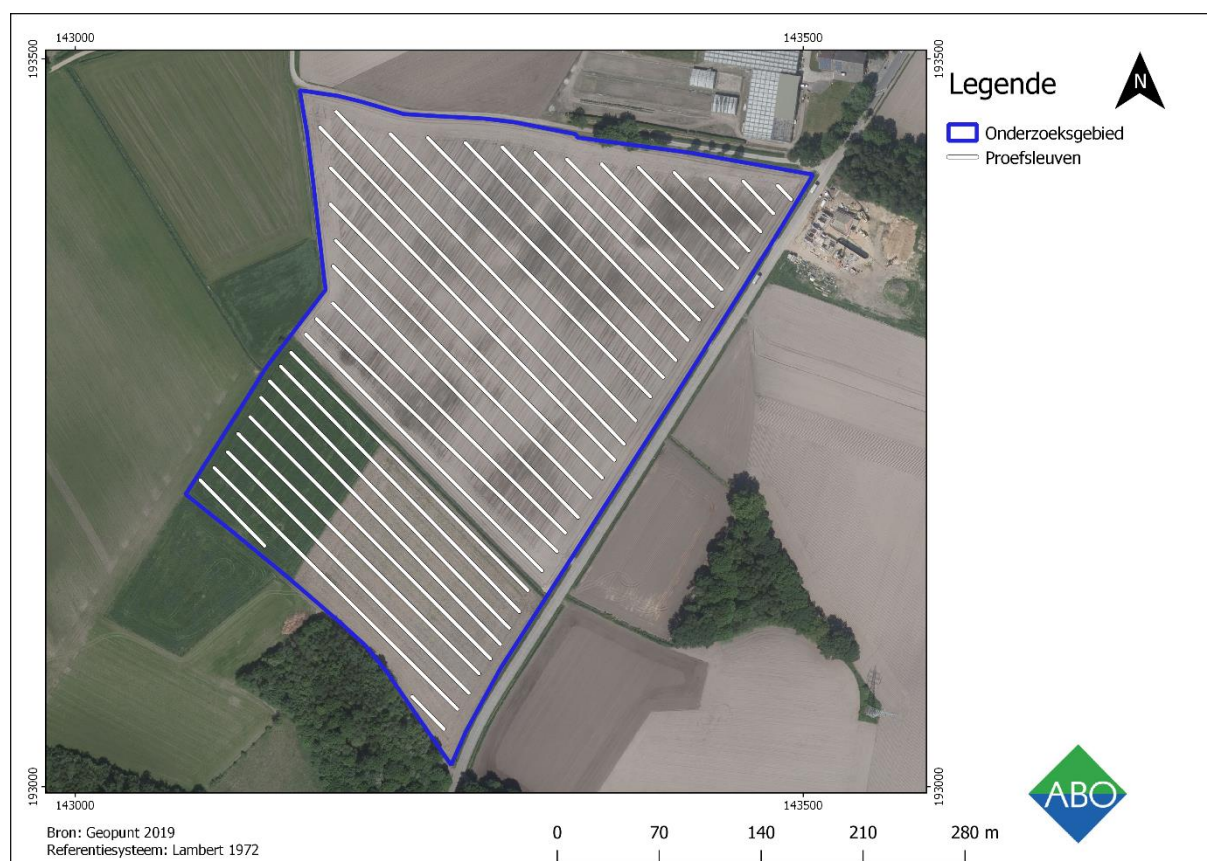 143000
143500
193500
193500
Legende
N
Onderzoeksgebied
Proefsleuven
193000
193000
143000
143500
ABO
Bron: Geopunt 2019
Referentiesysteem: Lambert 1972
0 70 140 210 280 m